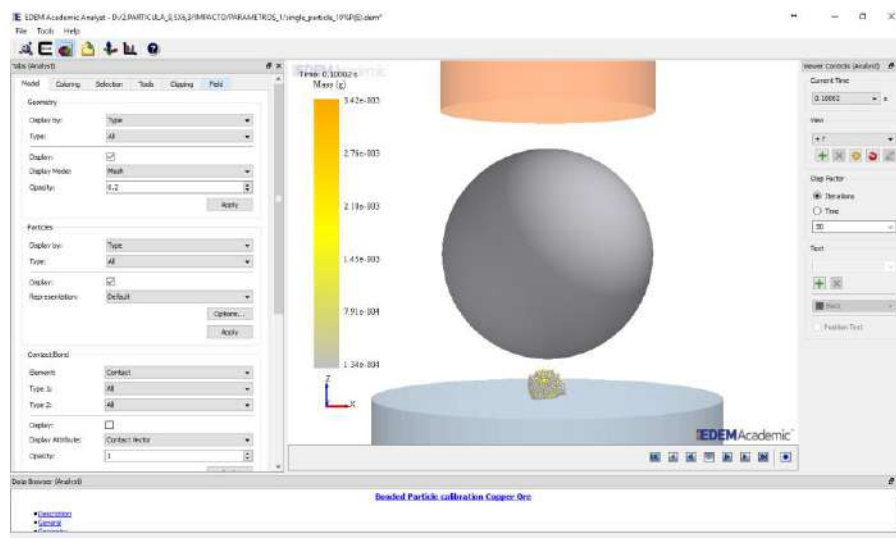 EDEM Academic Analyst - D:/2.PARTICULA_9,5X6,3/IMPACTO/PARAMETROS_1/single_particle_10%P(E).dem*
File Tools Help
Tabs (Analyst)
Model Coloring Selection Tools Clipping Field
Geometry
Display by: Type
Type: All
Display:
Display Mode: Mesh
Opacity: 0.2
Apply
Particles
Display by: Type
Type: All
Display:
Representation: Default
Options...
Apply
Contact/Bond
Element: Contact
Type 1: All
Type 2: All
Display:
Display Attribute: Contact Vector
Opacity: 1
Time: 0.10002 s
Mass (g)
3.42e-003
2.76e-003
2.10e-003
1.45e-003
7.91e-004
1.34e-004
Z
X
EDEMAcademic
Viewer Controls (Analyst)
Current Time
0.10002 s
View
+ Y
Step Factor
Iterations
Time
50
Text
Black
Position Text
Data Browser (Analyst)
Bonded Particle calibration Copper Ore
Description
General
Geometry